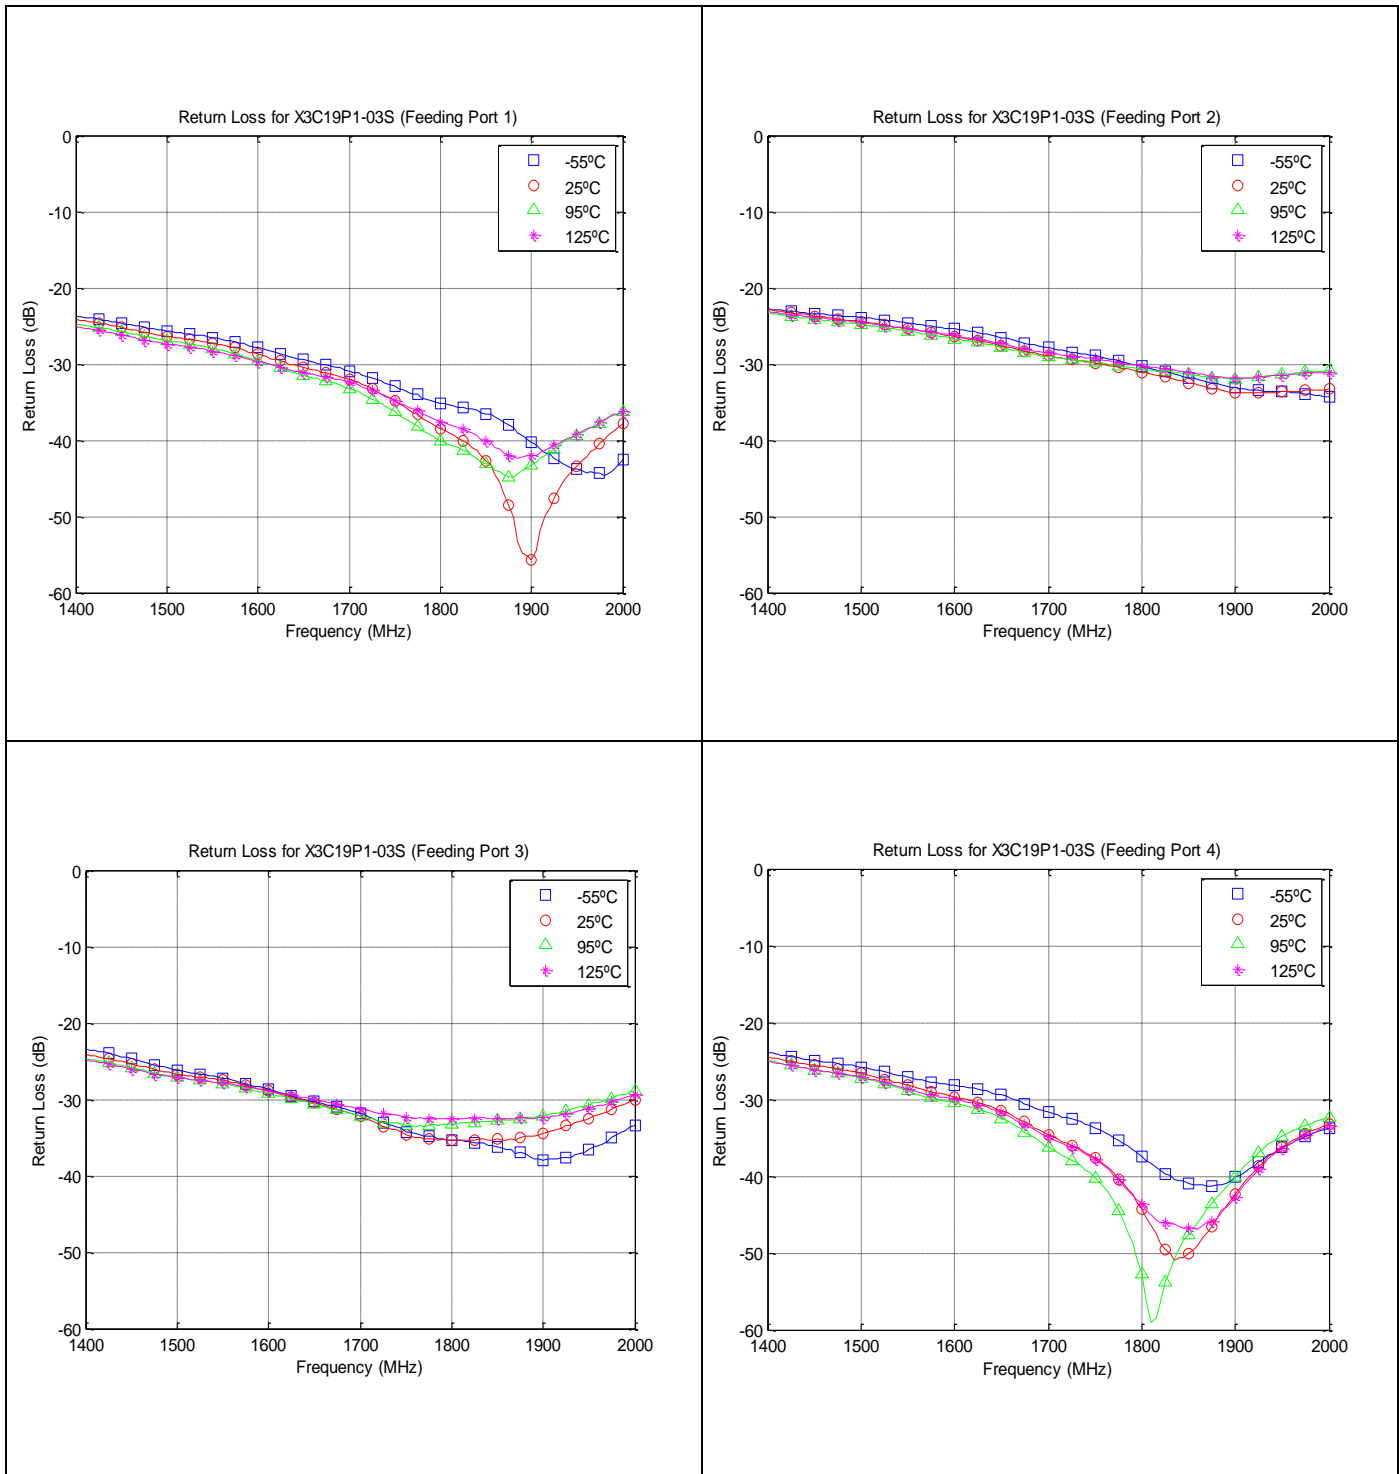 Return Loss for X3C19P1-03S (Feeding Port 1)
0
-10
-20
-30
-40
-50
-60
Return Loss (dB)
1400 1500 1600 1700 1800 1900 2000
Frequency (MHz)
-55ºC
25ºC
95ºC
125ºC
Return Loss for X3C19P1-03S (Feeding Port 2)
0
-10
-20
-30
-40
-50
-60
Return Loss (dB)
1400 1500 1600 1700 1800 1900 2000
Frequency (MHz)
-55ºC
25ºC
95ºC
125ºC
Return Loss for X3C19P1-03S (Feeding Port 3)
0
-10
-20
-30
-40
-50
-60
Return Loss (dB)
1400 1500 1600 1700 1800 1900 2000
Frequency (MHz)
-55ºC
25ºC
95ºC
125ºC
Return Loss for X3C19P1-03S (Feeding Port 4)
0
-10
-20
-30
-40
-50
-60
Return Loss (dB)
1400 1500 1600 1700 1800 1900 2000
Frequency (MHz)
-55ºC
25ºC
95ºC
125ºC